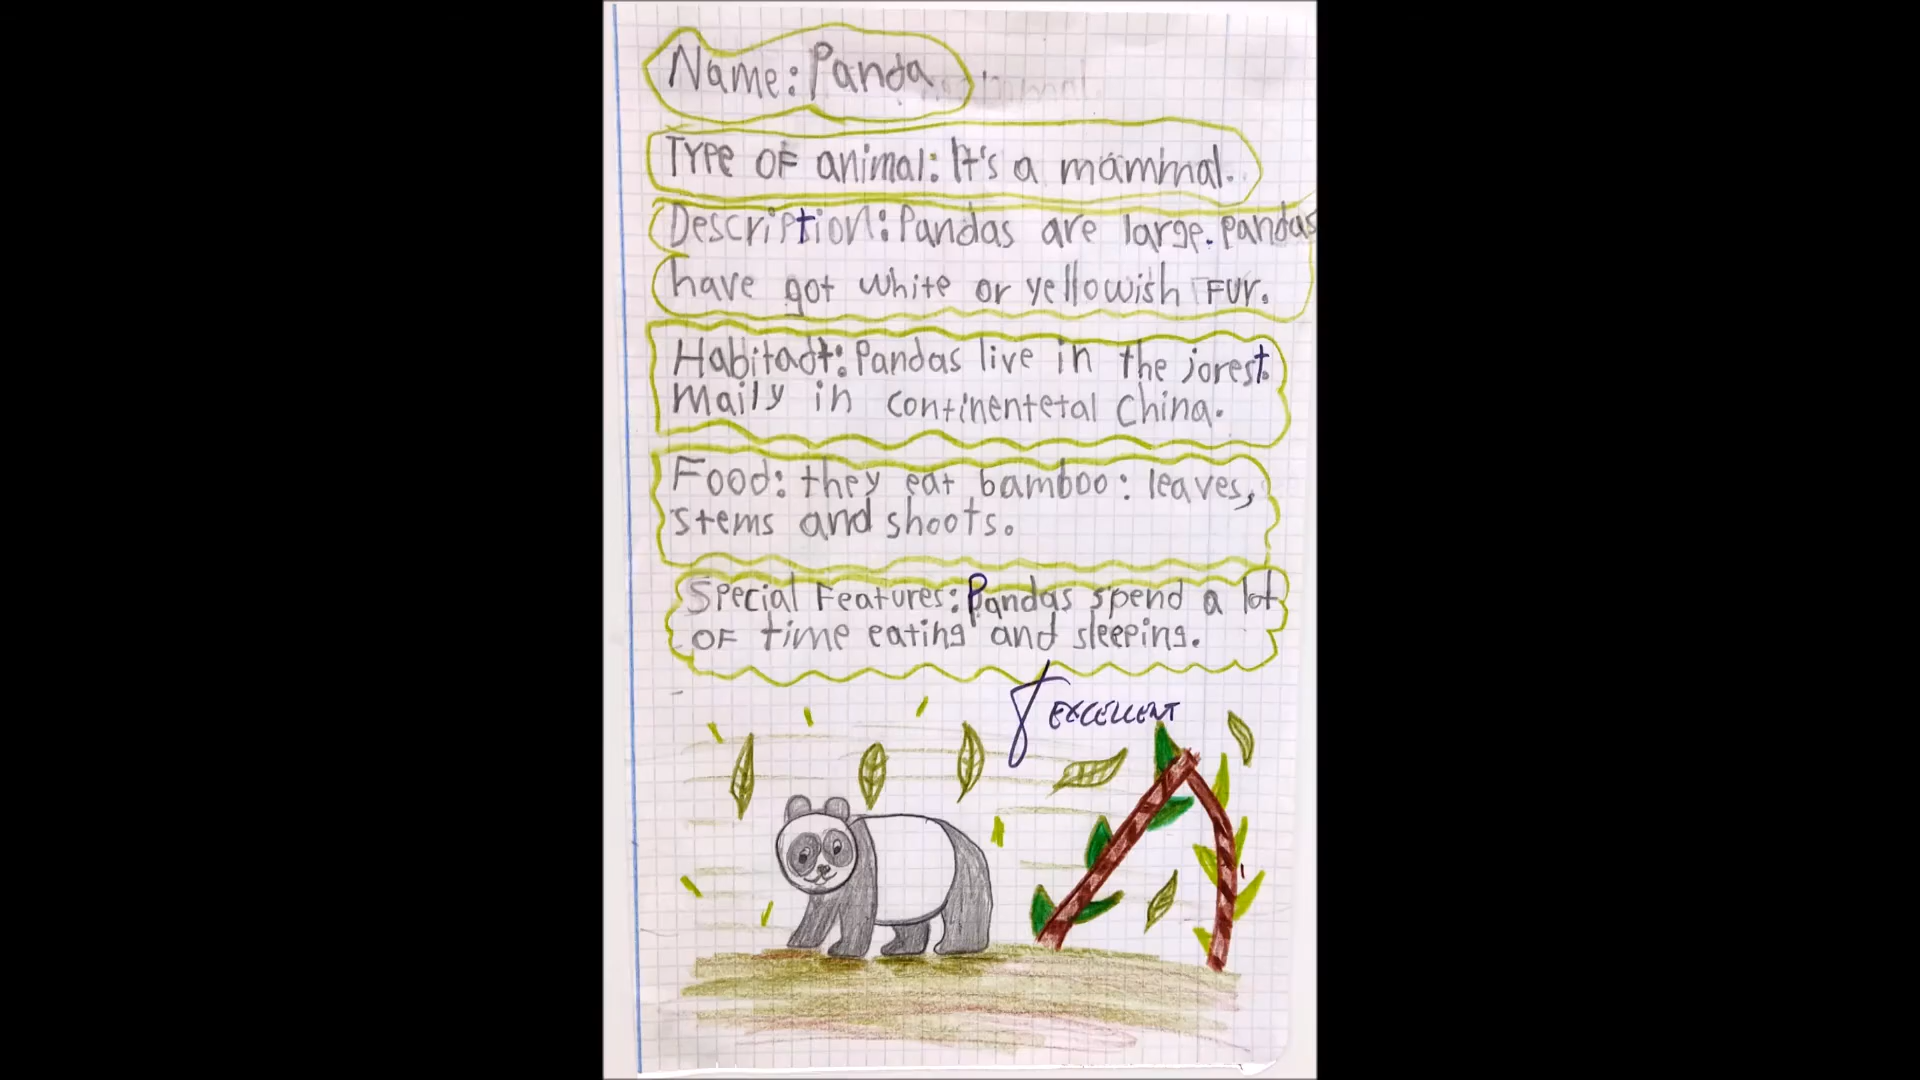 Name: Panda
Type of animal: It's a mammal.
Description: Pandas are large. Pandas
have got white or yellowish fur.
Habitadt: Pandas live in the jorest.
Maily in continentetal China.
Food: they eat bamboo: leaves,
stems and shoots.
Special Features: Pandas spend a lot
of time eating and sleeping.
EXCELLENT